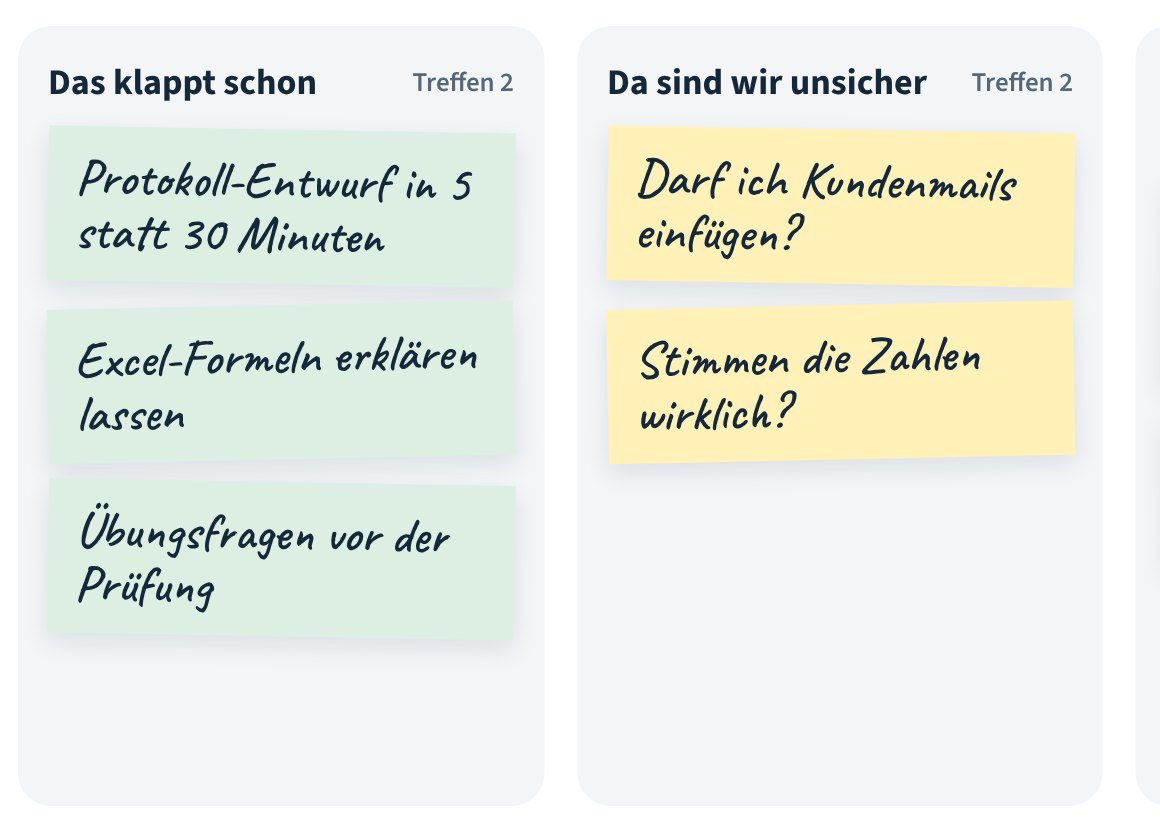 Das klappt schon
Treffen 2
Protokoll-Entwurf in 5
statt 30 Minuten
Excel-Formeln erklären
lassen
Übungsfragen vor der
Prüfung
Da sind wir unsicher
Treffen 2
Darf ich Kundenmails
einfügen?
Stimmen die Zahlen
wirklich?